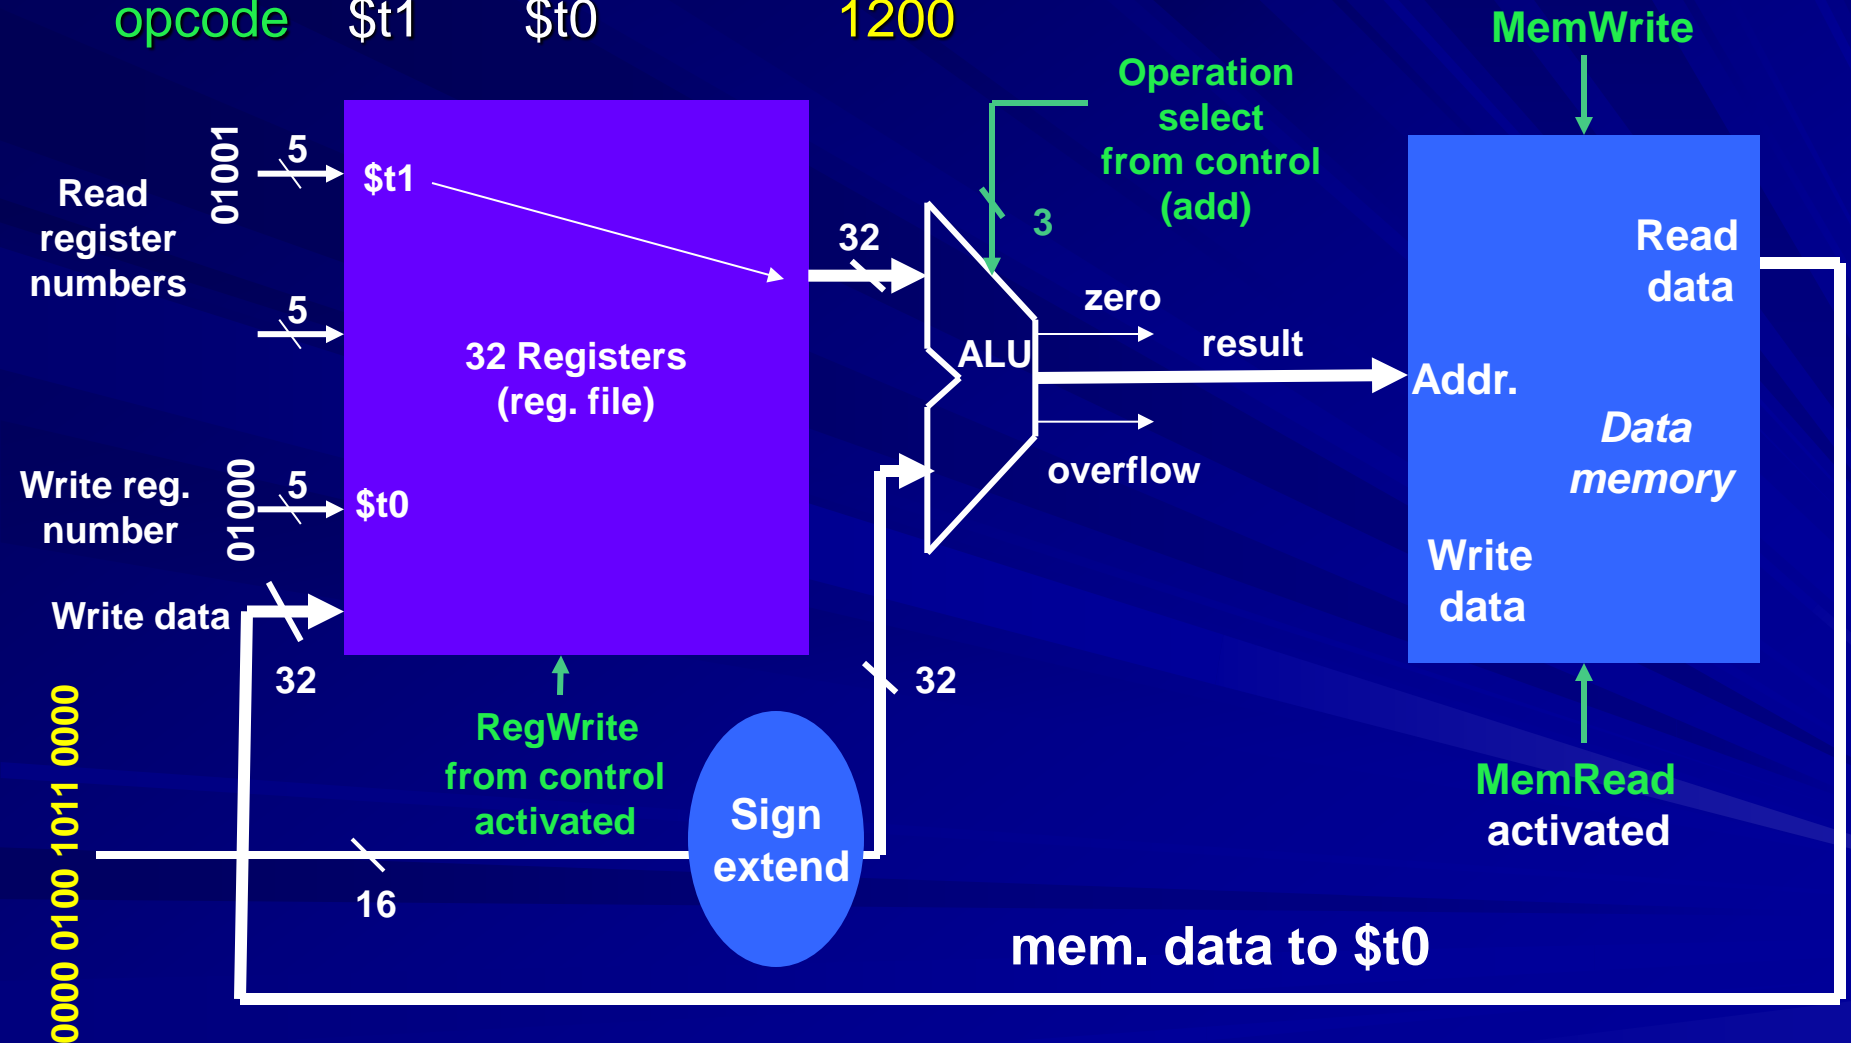 opcode $t1 $t0 1200
MemWrite
Operation
select
from control
(add)
3
01001
5
$t1
Read
register
numbers
5
32
zero
result
ALU
overflow
32 Registers
(reg. file)
Read
data
Addr.
Data
memory
Write
data
Write reg.
number
01000
5
$t0
Write data
32
32
RegWrite
from control
activated
MemRead
activated
Sign
extend
16
0000 0100 1011 0000
mem. data to $t0